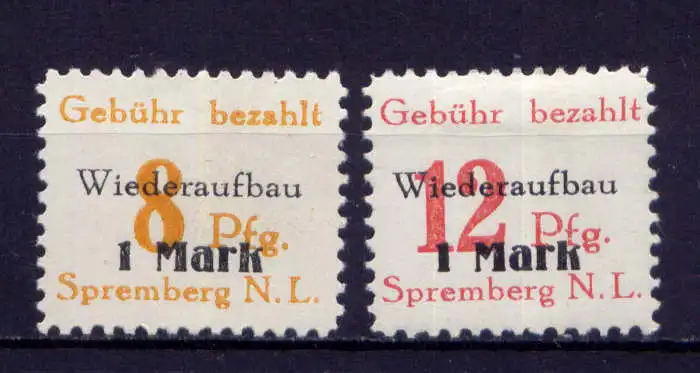 Gebühr bezahlt
Wiederaufbau
8 Pfg.
1 Mark
Spremberg N.L.
Gebühr bezahlt
Wiederaufbau
12 Pfg.
1 Mark
Spremberg N.L.